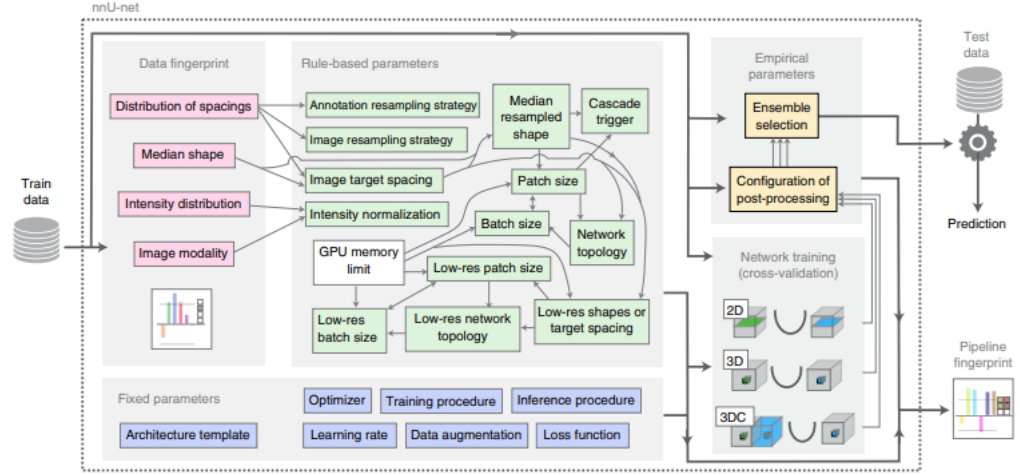 nnU-net
Test
data
Data fingerprint
Rule-based parameters
Empirical
parameters
Distribution of spacings
Annotation resampling strategy
Median
resampled
shape
Cascade
trigger
Ensemble
selection
Image resampling strategy
Median shape
Image target spacing
Patch size
Configuration of
post-processing
Train
data
Intensity distribution
Intensity normalization
Batch size
Network
topology
Prediction
Image modality
GPU memory
limit
Low-res patch size
Network training
(cross-validation)
Low-res
batch size
Low-res network
topology
Low-res shapes or
target spacing
2D
3D
Pipeline
fingerprint
Fixed parameters
Optimizer
Training procedure
Inference procedure
3DC
Architecture template
Learning rate
Data augmentation
Loss function